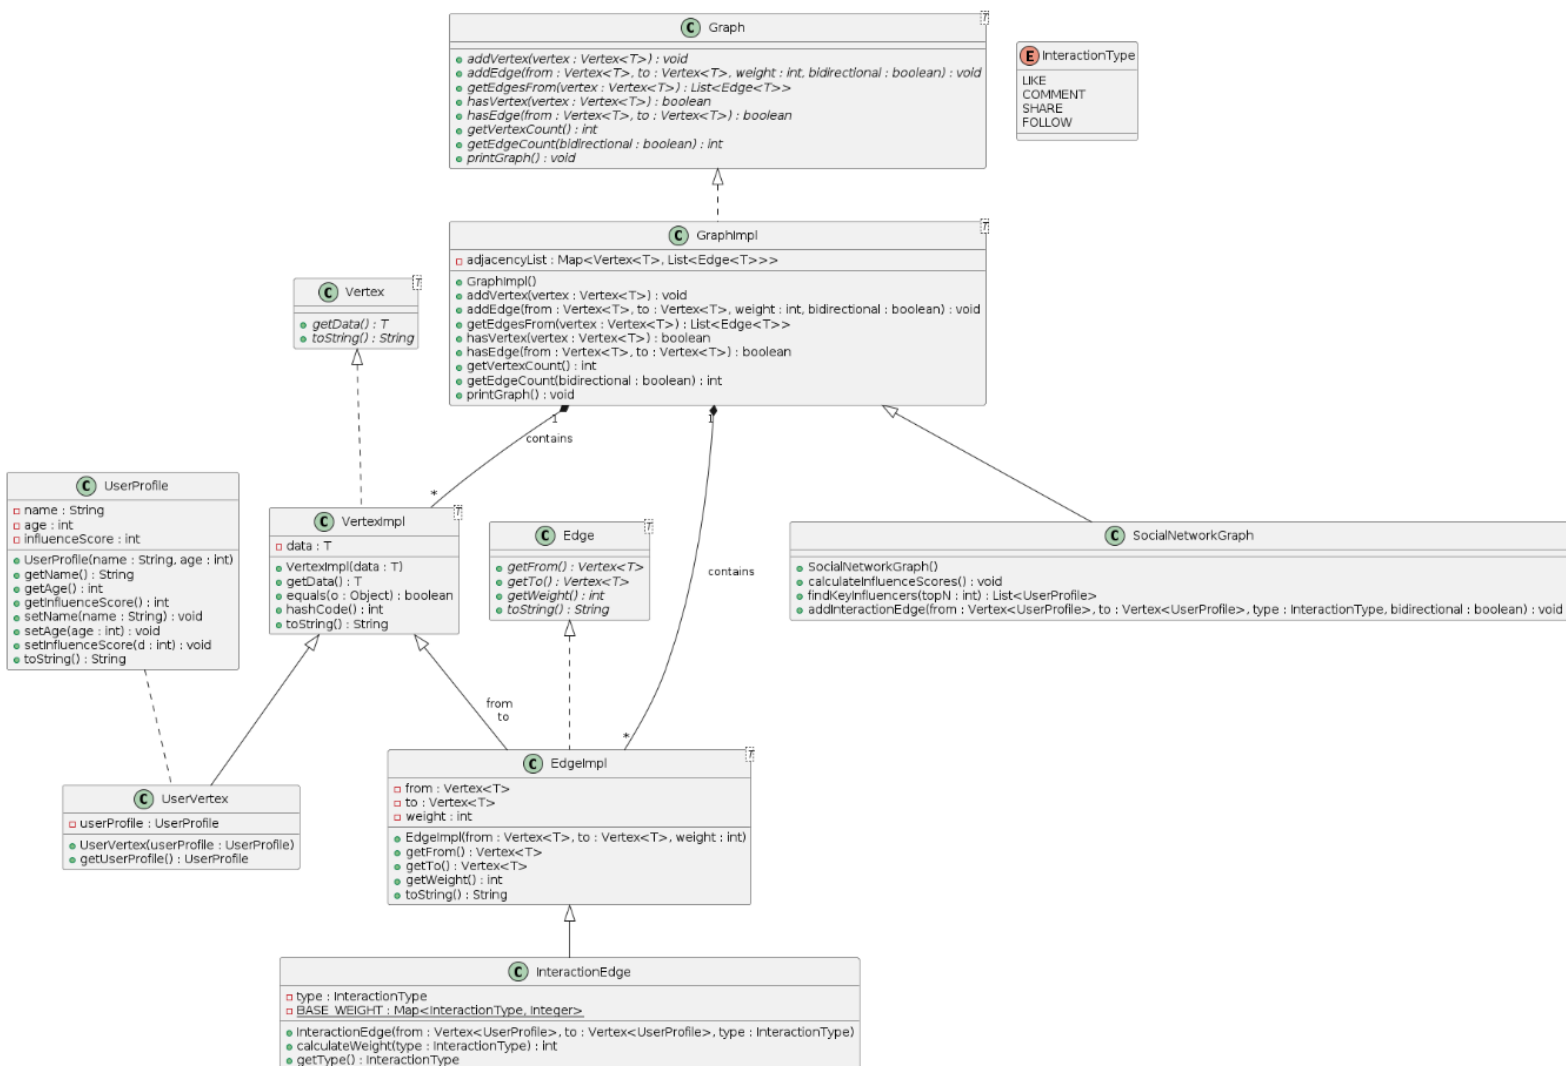 C Graph
T
addVertex(vertex : Vertex<T>) : void
addEdge(from : Vertex<T>, to : Vertex<T>, weight : int, bidirectional : boolean) : void
getEdgesFrom(vertex : Vertex<T>) : List<Edge<T>>
hasVertex(vertex : Vertex<T>) : boolean
hasEdge(from : Vertex<T>, to : Vertex<T>) : boolean
getVertexCount() : int
getEdgeCount(bidirectional : boolean) : int
printGraph() : void
E InteractionType
LIKE
COMMENT
SHARE
FOLLOW
C GraphImpl
T
adjacencyList : Map<Vertex<T>, List<Edge<T>>>
GraphImpl()
addVertex(vertex : Vertex<T>) : void
addEdge(from : Vertex<T>, to : Vertex<T>, weight : int, bidirectional : boolean) : void
getEdgesFrom(vertex : Vertex<T>) : List<Edge<T>>
hasVertex(vertex : Vertex<T>) : boolean
hasEdge(from : Vertex<T>, to : Vertex<T>) : boolean
getVertexCount() : int
getEdgeCount(bidirectional : boolean) : int
printGraph() : void
C Vertex
T
getData() : T
toString() : String
1
contains
*
1
contains
*
C UserProfile
name : String
age : int
influenceScore : int
UserProfile(name : String, age : int)
getName() : String
getAge() : int
getInfluenceScore() : int
setName(name : String) : void
setAge(age : int) : void
setInfluenceScore(d : int) : void
toString() : String
C VertexImpl
T
data : T
VertexImpl(data : T)
getData() : T
equals(o : Object) : boolean
hashCode() : int
toString() : String
C Edge
T
getFrom() : Vertex<T>
getTo() : Vertex<T>
getWeight() : int
toString() : String
C SocialNetworkGraph
SocialNetworkGraph()
calculateInfluenceScores() : void
findKeyInfluencers(topN : int) : List<UserProfile>
addInteractionEdge(from : Vertex<UserProfile>, to : Vertex<UserProfile>, type : InteractionType, bidirectional : boolean) : void
from
to
C UserVertex
userProfile : UserProfile
UserVertex(userProfile : UserProfile)
getUserProfile() : UserProfile
C EdgeImpl
T
from : Vertex<T>
to : Vertex<T>
weight : int
EdgeImpl(from : Vertex<T>, to : Vertex<T>, weight : int)
getFrom() : Vertex<T>
getTo() : Vertex<T>
getWeight() : int
toString() : String
C InteractionEdge
type : InteractionType
BASE_WEIGHT : Map<InteractionType, Integer>
InteractionEdge(from : Vertex<UserProfile>, to : Vertex<UserProfile>, type : InteractionType)
calculateWeight(type : InteractionType) : int
getType() : InteractionType